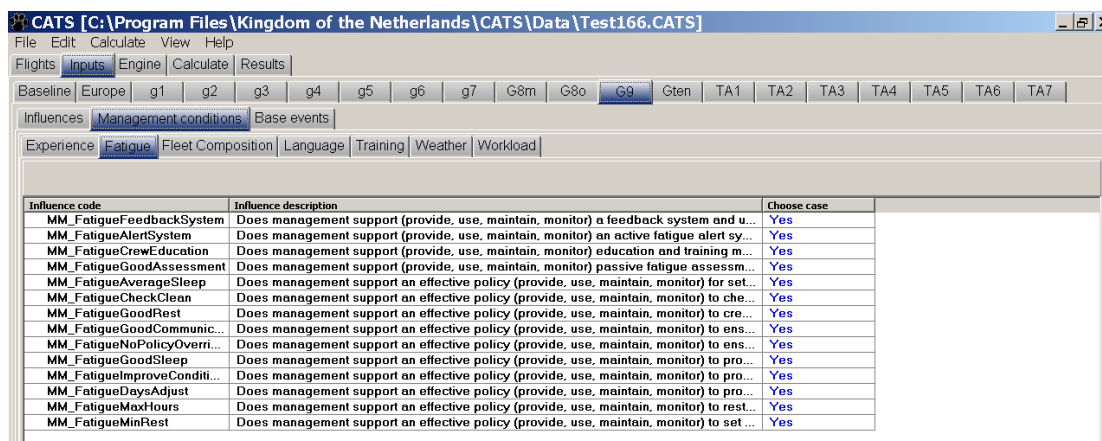 CATS [C:\Program Files\Kingdom of the Netherlands\CATS\Data\Test166.CATS]
File Edit Calculate View Help
Flights Inputs Engine Calculate Results
Baseline Europe g1 g2 g3 g4 g5 g6 g7 G8m G8o G9 Gten TA1 TA2 TA3 TA4 TA5 TA6 TA7
Influences Management conditions Base events
Experience Fatigue Fleet Composition Language Training Weather Workload
Influence code Influence description Choose case
MM_FatigueFeedbackSystem Does management support (provide, use, maintain, monitor) a feedback system and u... Yes
MM_FatigueAlertSystem Does management support (provide, use, maintain, monitor) an active fatigue alert sy... Yes
MM_FatigueCrewEducation Does management support (provide, use, maintain, monitor) education and training m... Yes
MM_FatigueGoodAssessment Does management support (provide, use, maintain, monitor) passive fatigue assessm... Yes
MM_FatigueAverageSleep Does management support an effective policy (provide, use, maintain, monitor) for set... Yes
MM_FatigueCheckClean Does management support an effective policy (provide, use, maintain, monitor) to che... Yes
MM_FatigueGoodRest Does management support an effective policy (provide, use, maintain, monitor) to cre... Yes
MM_FatigueGoodCommunic... Does management support an effective policy (provide, use, maintain, monitor) to ens... Yes
MM_FatigueNoPolicyOverri... Does management support an effective policy (provide, use, maintain, monitor) to ens... Yes
MM_FatigueGoodSleep Does management support an effective policy (provide, use, maintain, monitor) to pro... Yes
MM_FatigueImproveConditi... Does management support an effective policy (provide, use, maintain, monitor) to pro... Yes
MM_FatigueDaysAdjust Does management support an effective policy (provide, use, maintain, monitor) to pro... Yes
MM_FatigueMaxHours Does management support an effective policy (provide, use, maintain, monitor) to rest... Yes
MM_FatigueMinRest Does management support an effective policy (provide, use, maintain, monitor) to set ... Yes